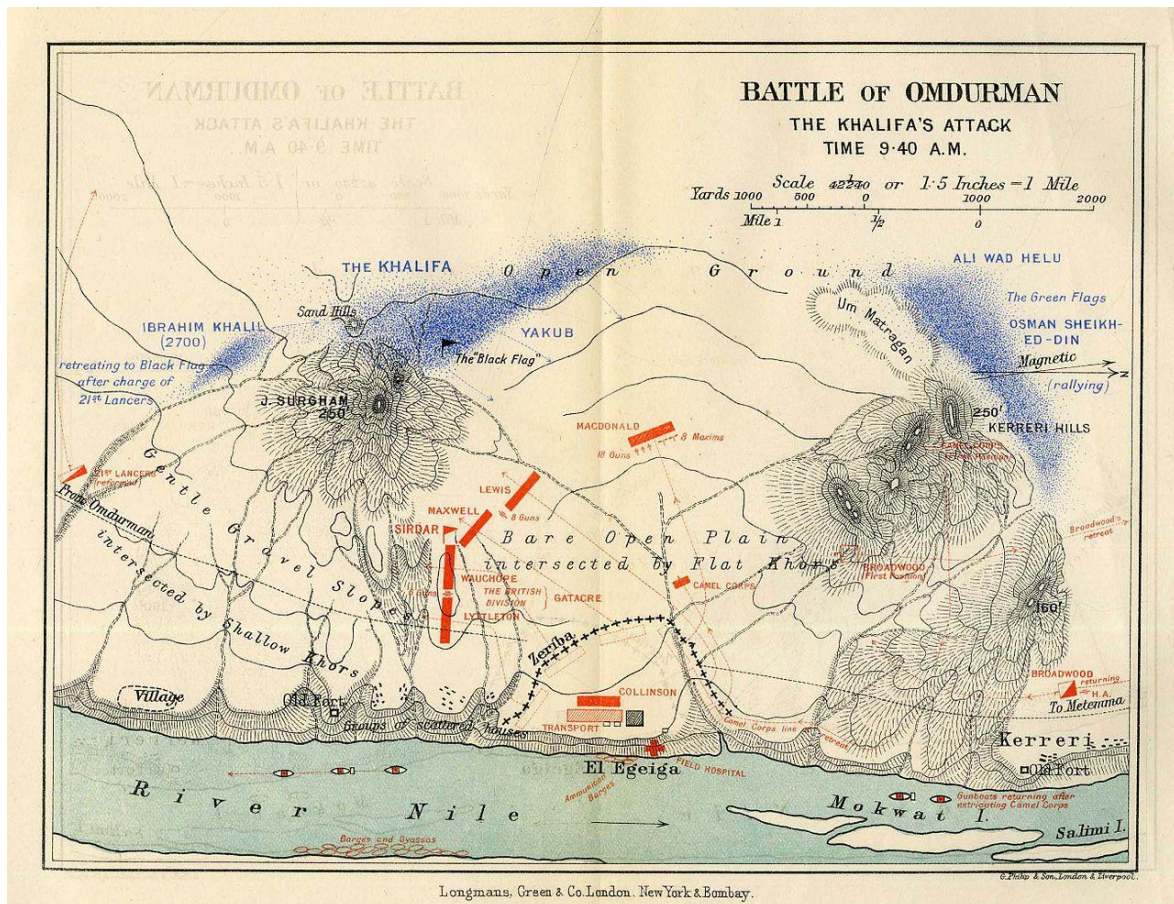 BATTLE OF OMDURMAN
THE KHALIFA'S ATTACK
TIME 9·40 A.M.
Scale 1/42240 or 1·5 Inches = 1 Mile
Yards 1000 500 0 1000 2000
Mile 1 1/2 0
THE KHALIFA
Open Ground
ALI WAD HELU
The Green Flags
OSMAN SHEIKH-
ED-DIN
Magnetic
N
(rallying)
Um Matragan
Sand Hills
IBRAHIM KHALIL
(2700)
retreating to Black Flag
after charge of
21st Lancers
YAKUB
The "Black Flag"
J. SURGHAM
250'
250'
KERRERI HILLS
CAMEL CORPS
MACDONALD
18 Guns
8 Maxims
21st LANCERS
(reformed)
From Omdurman
Gentle Gravel Slopes
intersected by Shallow Khors
LEWIS
8 Guns
MAXWELL
SIRDAR
Bare Open Plain
intersected by Flat Khors
WAUCHOPE
6 Guns
THE BRITISH
DIVISION
GATACRE
LYTTLETON
CAMEL CORPS
BROADWOOD
(First Position)
Broadwood's
retreat
160'
Zeriba
BROADWOOD
returning
H.A.
To Metemma
Village
Old Fort
Groups of scattered houses
COLLINSON
TRANSPORT
Camel Corps line of retreat
Kerreri
Old Fort
El Egeiga
FIELD HOSPITAL
Ammunition
Barges
River Nile
Mokwat I.
Gunboats returning after
extricating Camel Corps
Salimi I.
Barges and Gyassas
G. Philip & Son, London & Liverpool.
Longmans, Green & Co. London. New York & Bombay.